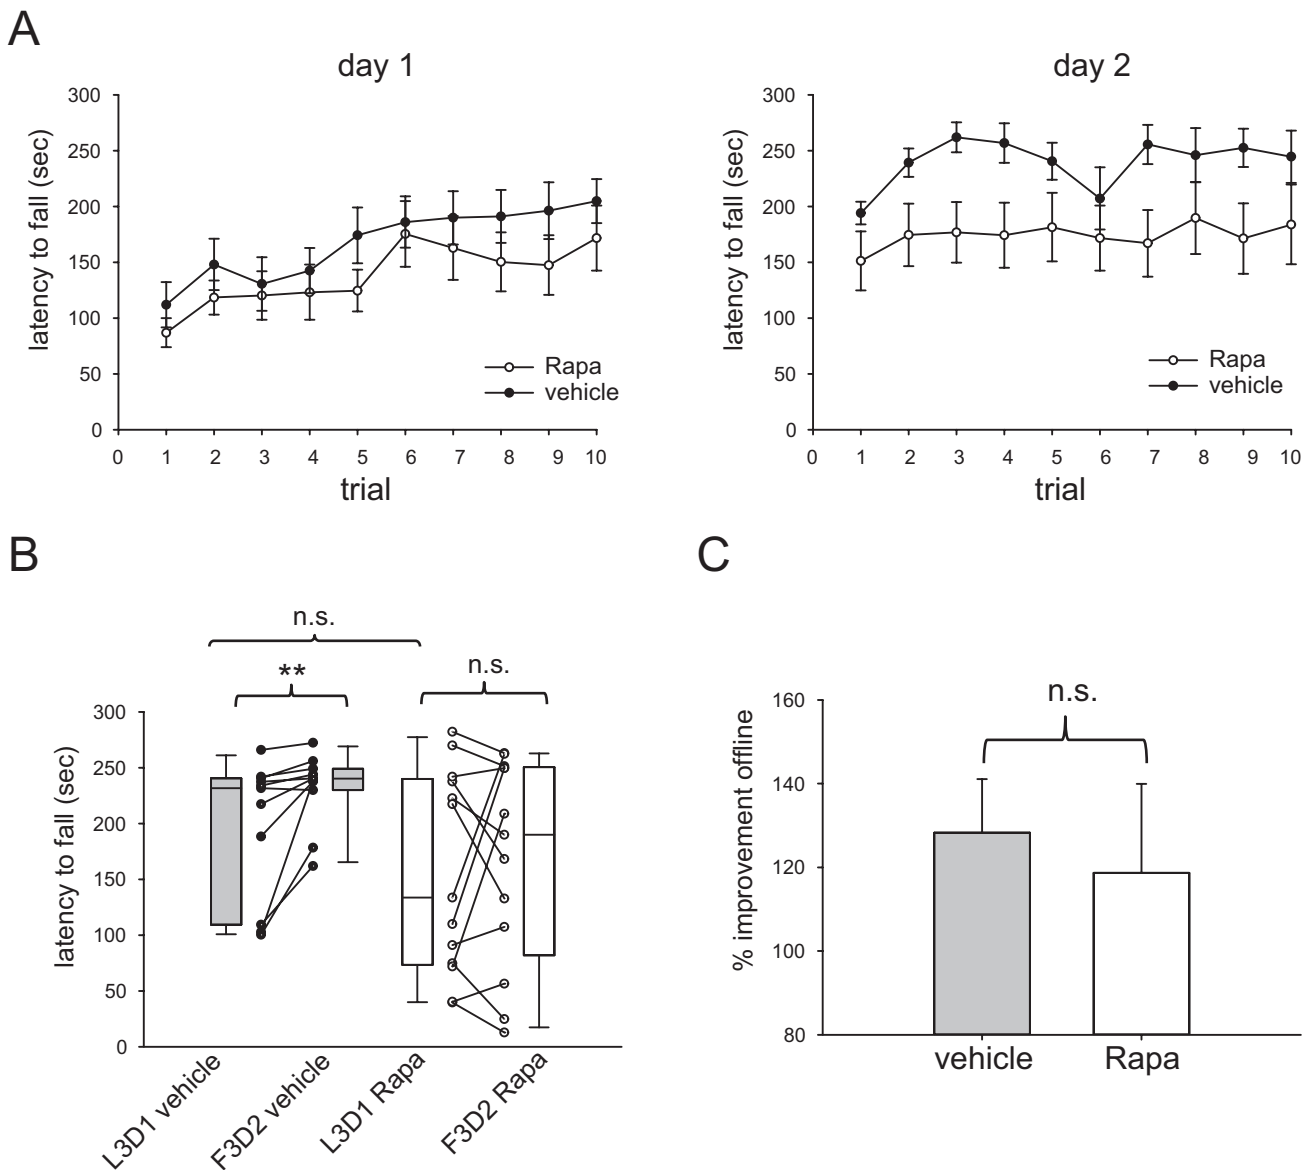 A
day 1
300
250
200
150
100
50
0
latency to fall (sec)
Rapa
vehicle
0 1 2 3 4 5 6 7 8 9 10
trial
day 2
300
250
200
150
100
50
0
latency to fall (sec)
Rapa
vehicle
0 1 2 3 4 5 6 7 8 9 10
trial
B
n.s.
**
n.s.
300
250
200
150
100
50
0
latency to fall (sec)
L3D1 vehicle
F3D2 vehicle
L3D1 Rapa
F3D2 Rapa
C
n.s.
160
140
120
100
80
% improvement offline
vehicle
Rapa